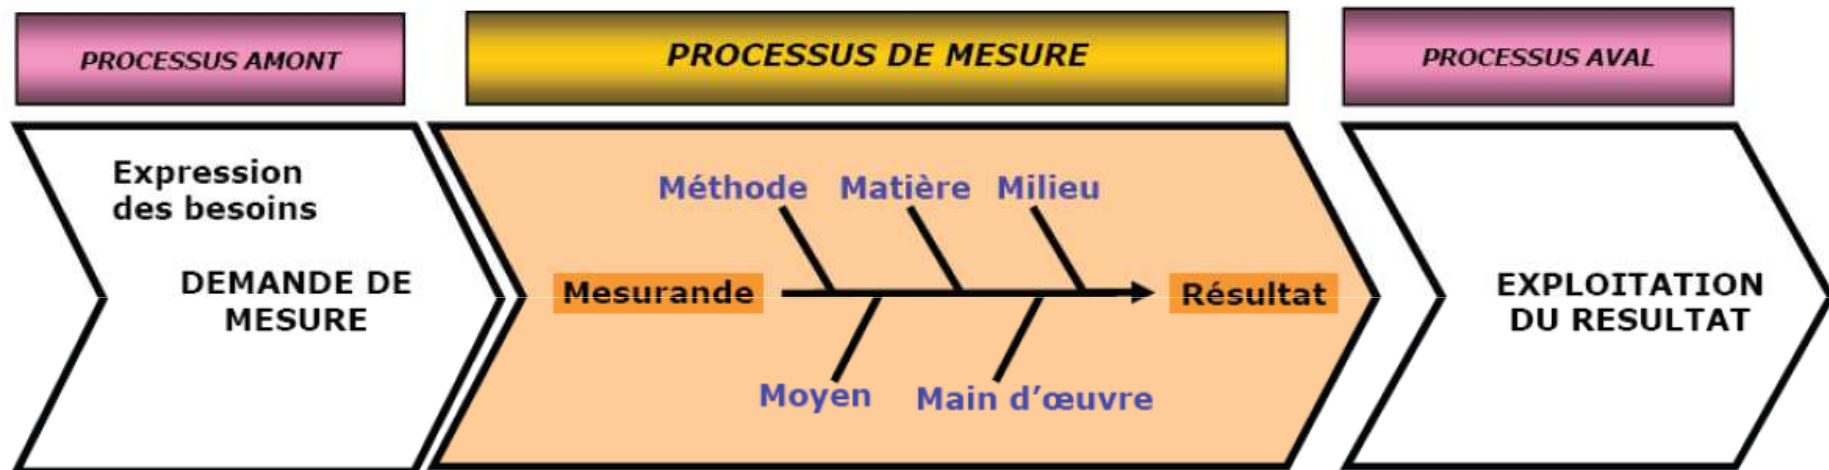 PROCESSUS AMONT
PROCESSUS DE MESURE
PROCESSUS AVAL
Expression
des besoins
DEMANDE DE
MESURE
Méthode
Matière
Milieu
Mesurande
Résultat
Moyen
Main d’œuvre
EXPLOITATION
DU RESULTAT